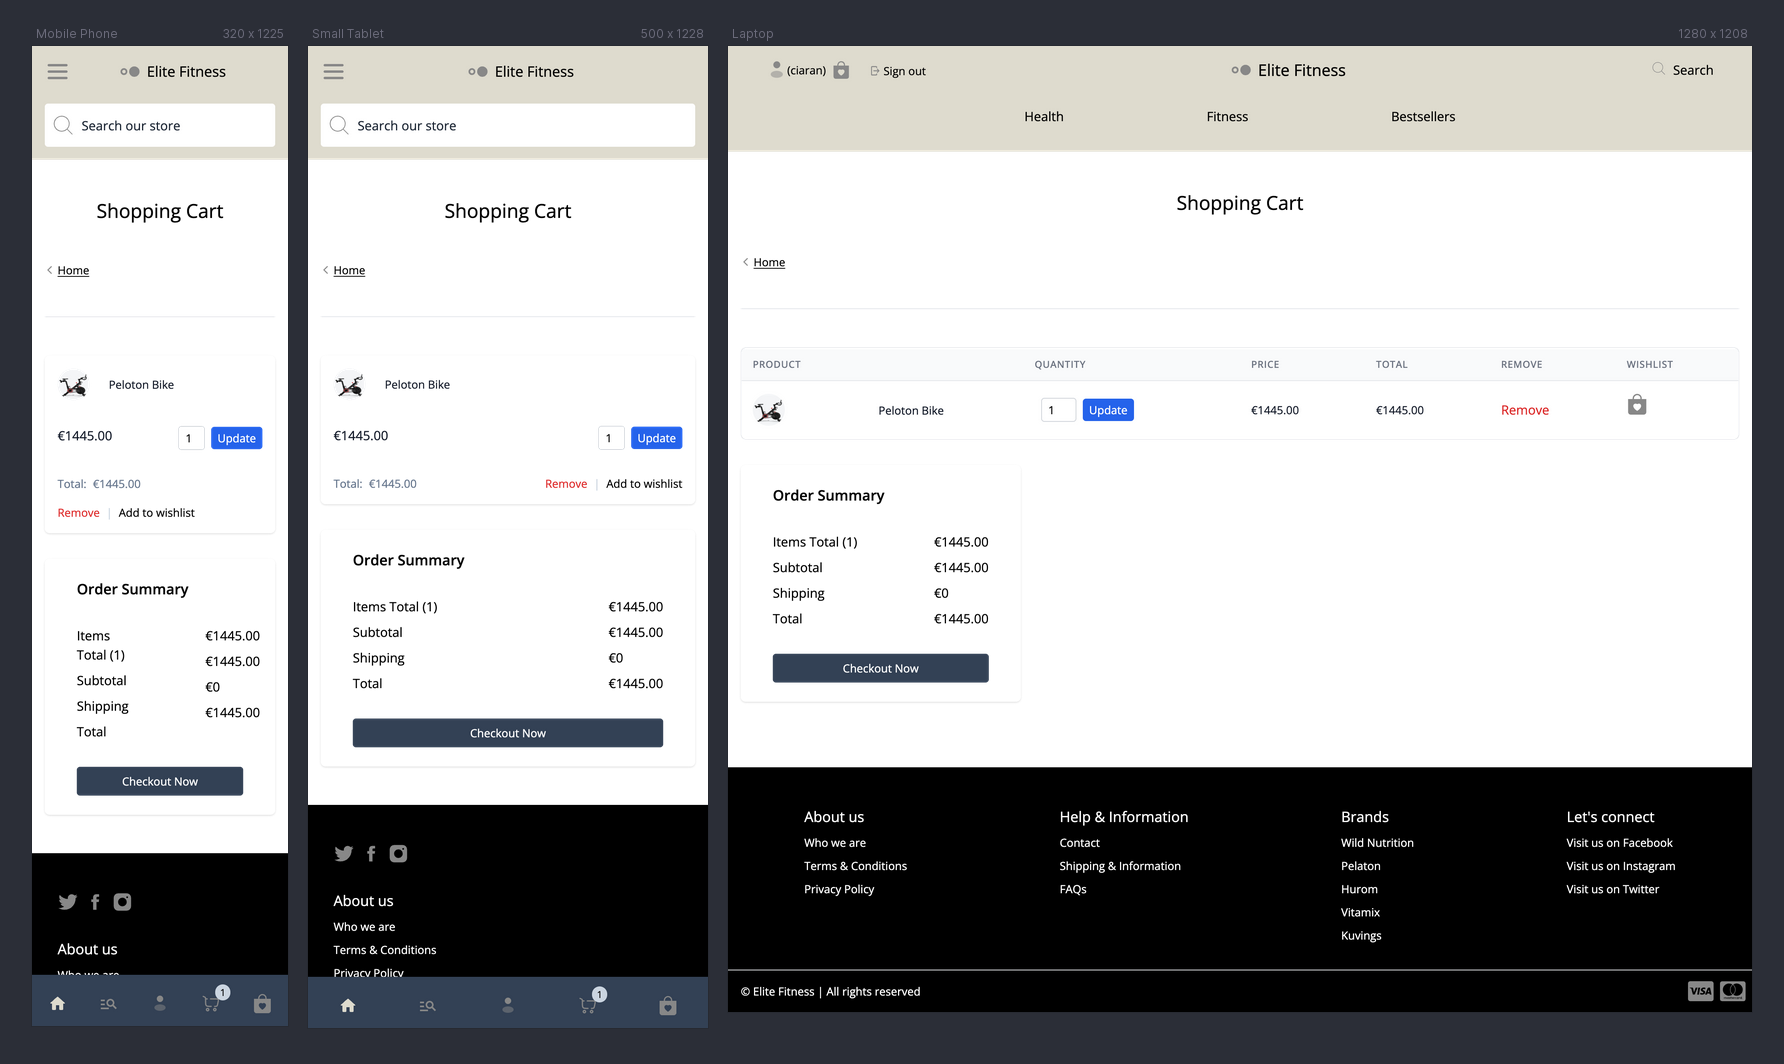 Mobile Phone 320 x 1225
Elite Fitness
Search our store
Shopping Cart
Home
Peloton Bike
€1445.00 1 Update
Total: €1445.00
Remove | Add to wishlist
Order Summary
Items Total (1) €1445.00
Subtotal €1445.00
Shipping €0
Total €1445.00
Checkout Now
About us
Who we are
1
Small Tablet 500 x 1228
Elite Fitness
Search our store
Shopping Cart
Home
Peloton Bike
€1445.00 1 Update
Total: €1445.00 Remove | Add to wishlist
Order Summary
Items Total (1) €1445.00
Subtotal €1445.00
Shipping €0
Total €1445.00
Checkout Now
About us
Who we are
Terms & Conditions
Privacy Policy
1
Laptop 1280 x 1208
(ciaran) Sign out Elite Fitness Search
Health Fitness Bestsellers
Shopping Cart
Home
PRODUCT QUANTITY PRICE TOTAL REMOVE WISHLIST
Peloton Bike 1 Update €1445.00 €1445.00 Remove
Order Summary
Items Total (1) €1445.00
Subtotal €1445.00
Shipping €0
Total €1445.00
Checkout Now
About us
Who we are
Terms & Conditions
Privacy Policy
Help & Information
Contact
Shipping & Information
FAQs
Brands
Wild Nutrition
Pelaton
Hurom
Vitamix
Kuvings
Let's connect
Visit us on Facebook
Visit us on Instagram
Visit us on Twitter
© Elite Fitness | All rights reserved
VISA